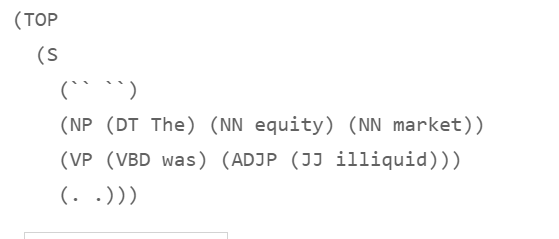 (TOP
(S
(`` ``)
(NP (DT The) (NN equity) (NN market))
(VP (VBD was) (ADJP (JJ illiquid)))
(. .)))